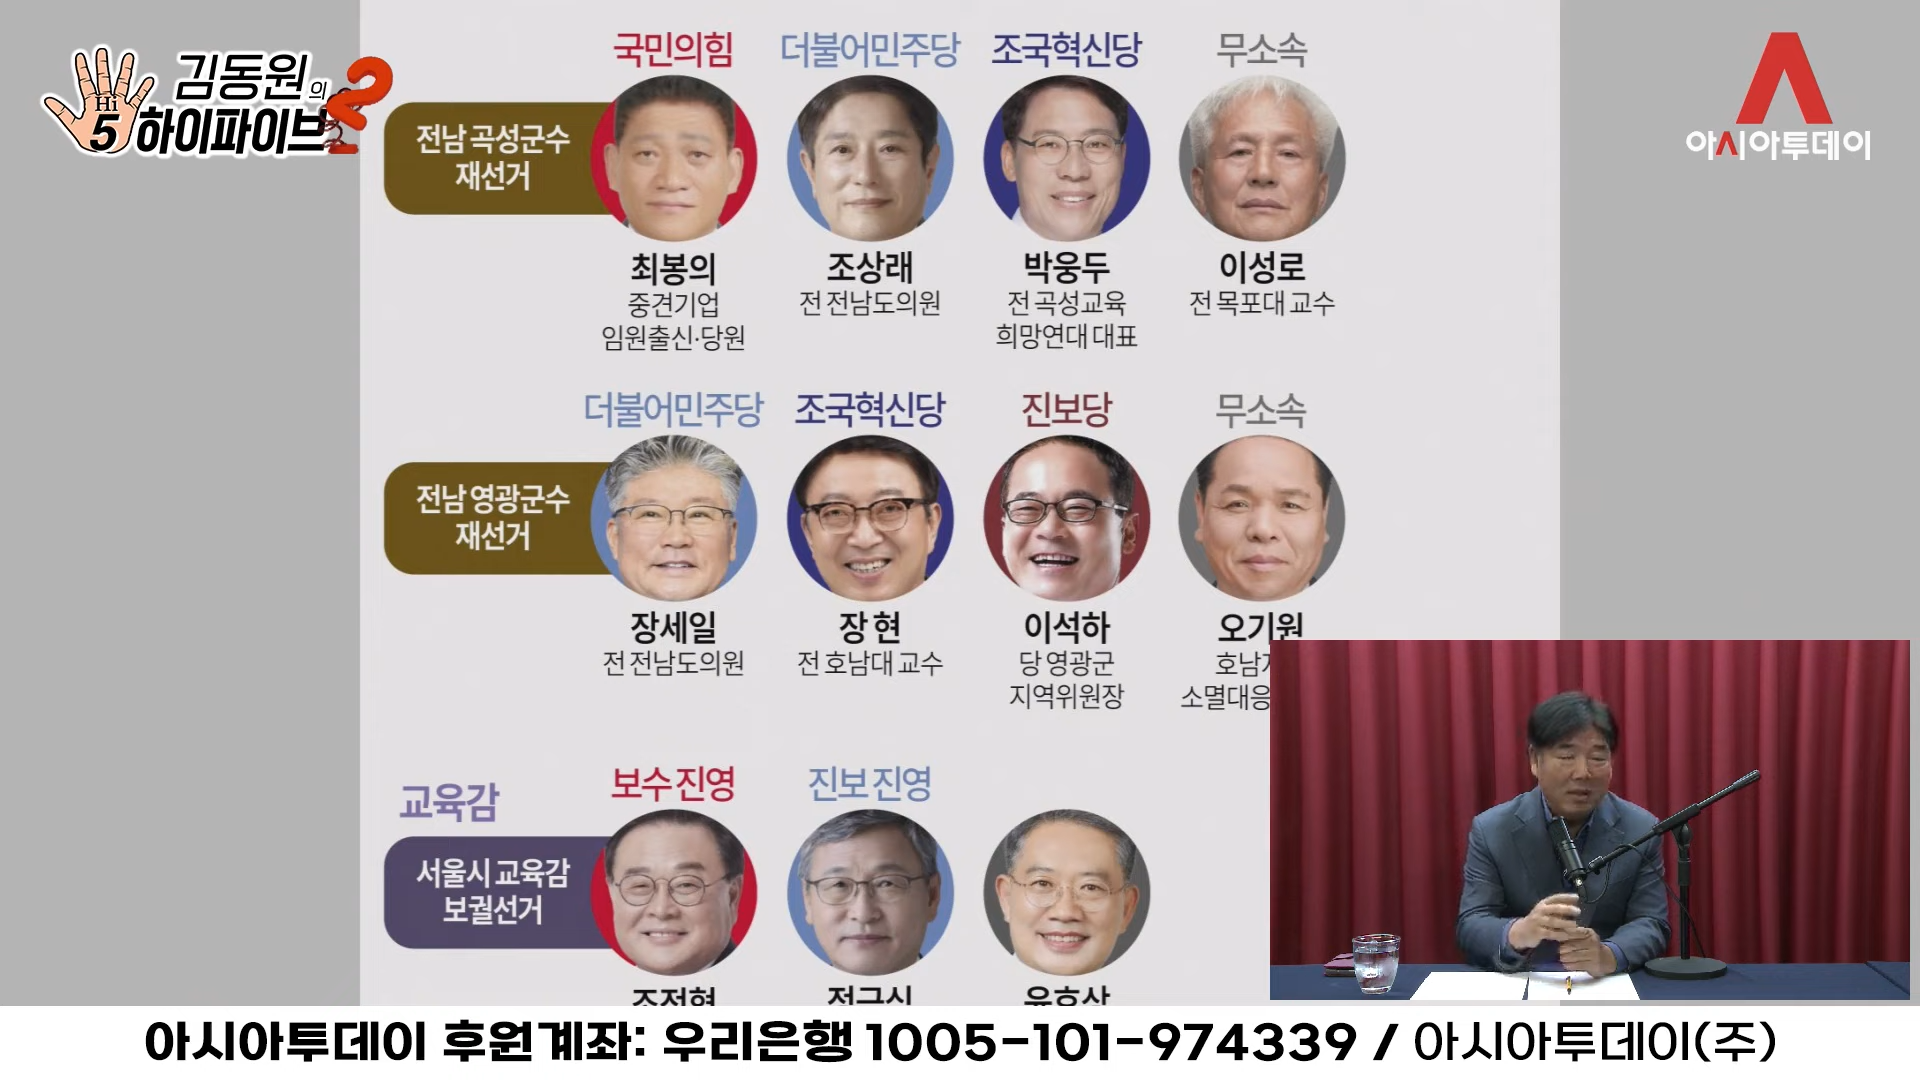 김동원의
Hi
5 하이파이브 2
아시아투데이
국민의힘 더불어민주당 조국혁신당 무소속
전남 곡성군수
재선거
최봉의 조상래 박웅두 이성로
중견기업 전 전남도의원 전 곡성교육 전 목포대 교수
임원출신·당원 희망연대 대표
더불어민주당 조국혁신당 진보당 무소속
전남 영광군수
재선거
장세일 장현 이석하 오기원
전 전남도의원 전 호남대 교수 당 영광군 호남
지역위원장 소멸대응
교육감
보수 진영 진보 진영
서울시 교육감
보궐선거
아시아투데이 후원계좌: 우리은행 1005-101-974339 / 아시아투데이(주)